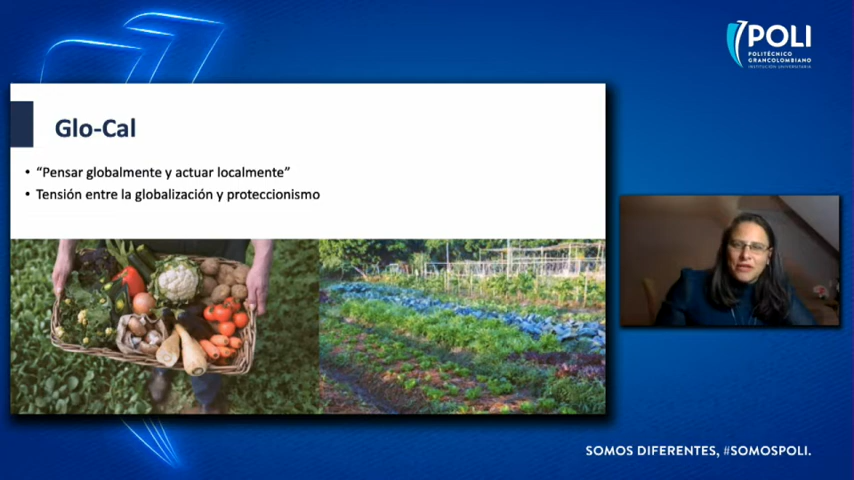 POLI
POLITÉCNICO
GRANCOLOMBIANO
INSTITUCIÓN UNIVERSITARIA
Glo-Cal
• “Pensar globalmente y actuar localmente”
• Tensión entre la globalización y proteccionismo
SOMOS DIFERENTES, #SOMOSPOLI.